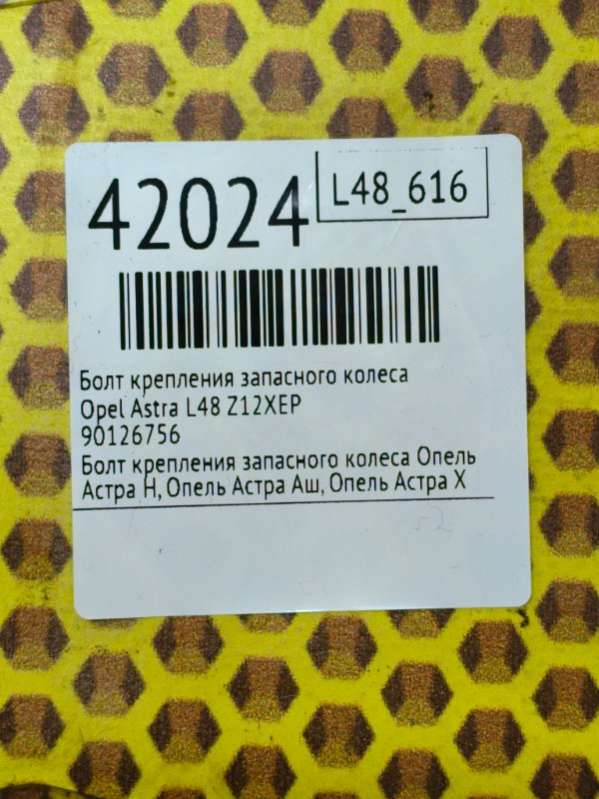 42024
L48_616
Болт крепления запасного колеса
Opel Astra L48 Z12XEP
90126756
Болт крепления запасного колеса Опель
Астра Н, Опель Астра Аш, Опель Астра Х